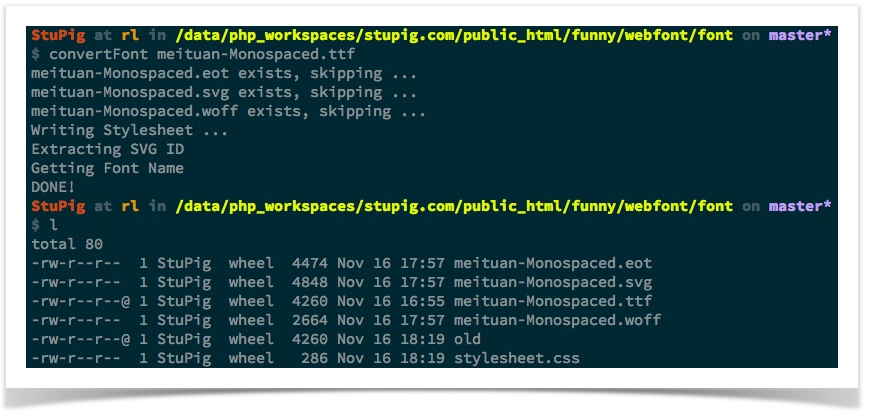 StuPig at rl in /data/php_workspaces/stupig.com/public_html/funny/webfont/font on master*
$ convertFont meituan-Monospaced.ttf
meituan-Monospaced.eot exists, skipping ...
meituan-Monospaced.svg exists, skipping ...
meituan-Monospaced.woff exists, skipping ...
Writing Stylesheet ...
Extracting SVG ID
Getting Font Name
DONE!
StuPig at rl in /data/php_workspaces/stupig.com/public_html/funny/webfont/font on master*
$ l
total 80
-rw-r--r--  1 StuPig  wheel  4474 Nov 16 17:57 meituan-Monospaced.eot
-rw-r--r--  1 StuPig  wheel  4848 Nov 16 17:57 meituan-Monospaced.svg
-rw-r--r--@ 1 StuPig  wheel  4260 Nov 16 16:55 meituan-Monospaced.ttf
-rw-r--r--  1 StuPig  wheel  2664 Nov 16 17:57 meituan-Monospaced.woff
-rw-r--r--@ 1 StuPig  wheel  4260 Nov 16 18:19 old
-rw-r--r--  1 StuPig  wheel   286 Nov 16 18:19 stylesheet.css